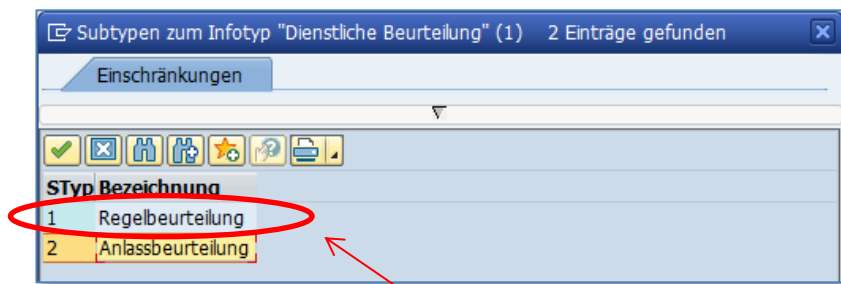 Subtypen zum Infotyp "Dienstliche Beurteilung" (1) 2 Einträge gefunden
Einschränkungen
STyp Bezeichnung
1 Regelbeurteilung
2 Anlassbeurteilung